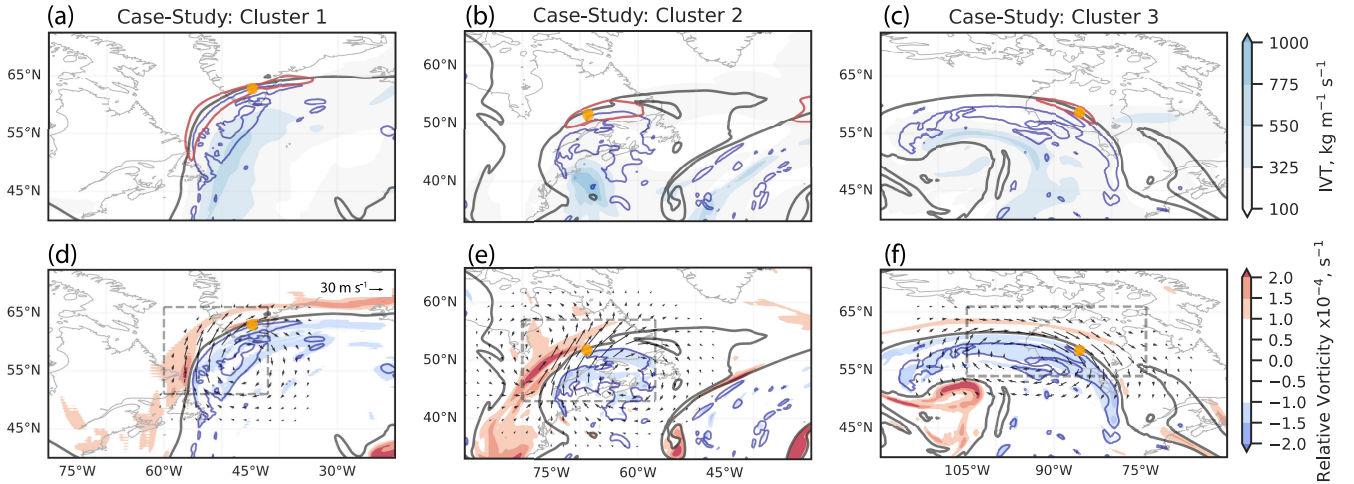 (a) Case-Study: Cluster 1
(b) Case-Study: Cluster 2
(c) Case-Study: Cluster 3
65°N
55°N
45°N
60°N
50°N
40°N
65°N
55°N
45°N
1000
775
550
325
100
IVT, kg m⁻¹ s⁻¹
(d)
30 m s⁻¹
65°N
55°N
45°N
75°W 60°W 45°W 30°W
(e)
60°N
50°N
40°N
75°W 60°W 45°W
(f)
65°N
55°N
45°N
105°W 90°W 75°W
2.0
1.5
1.0
0.5
0.0
−0.5
−1.0
−1.5
−2.0
Relative Vorticity x10⁻⁴, s⁻¹